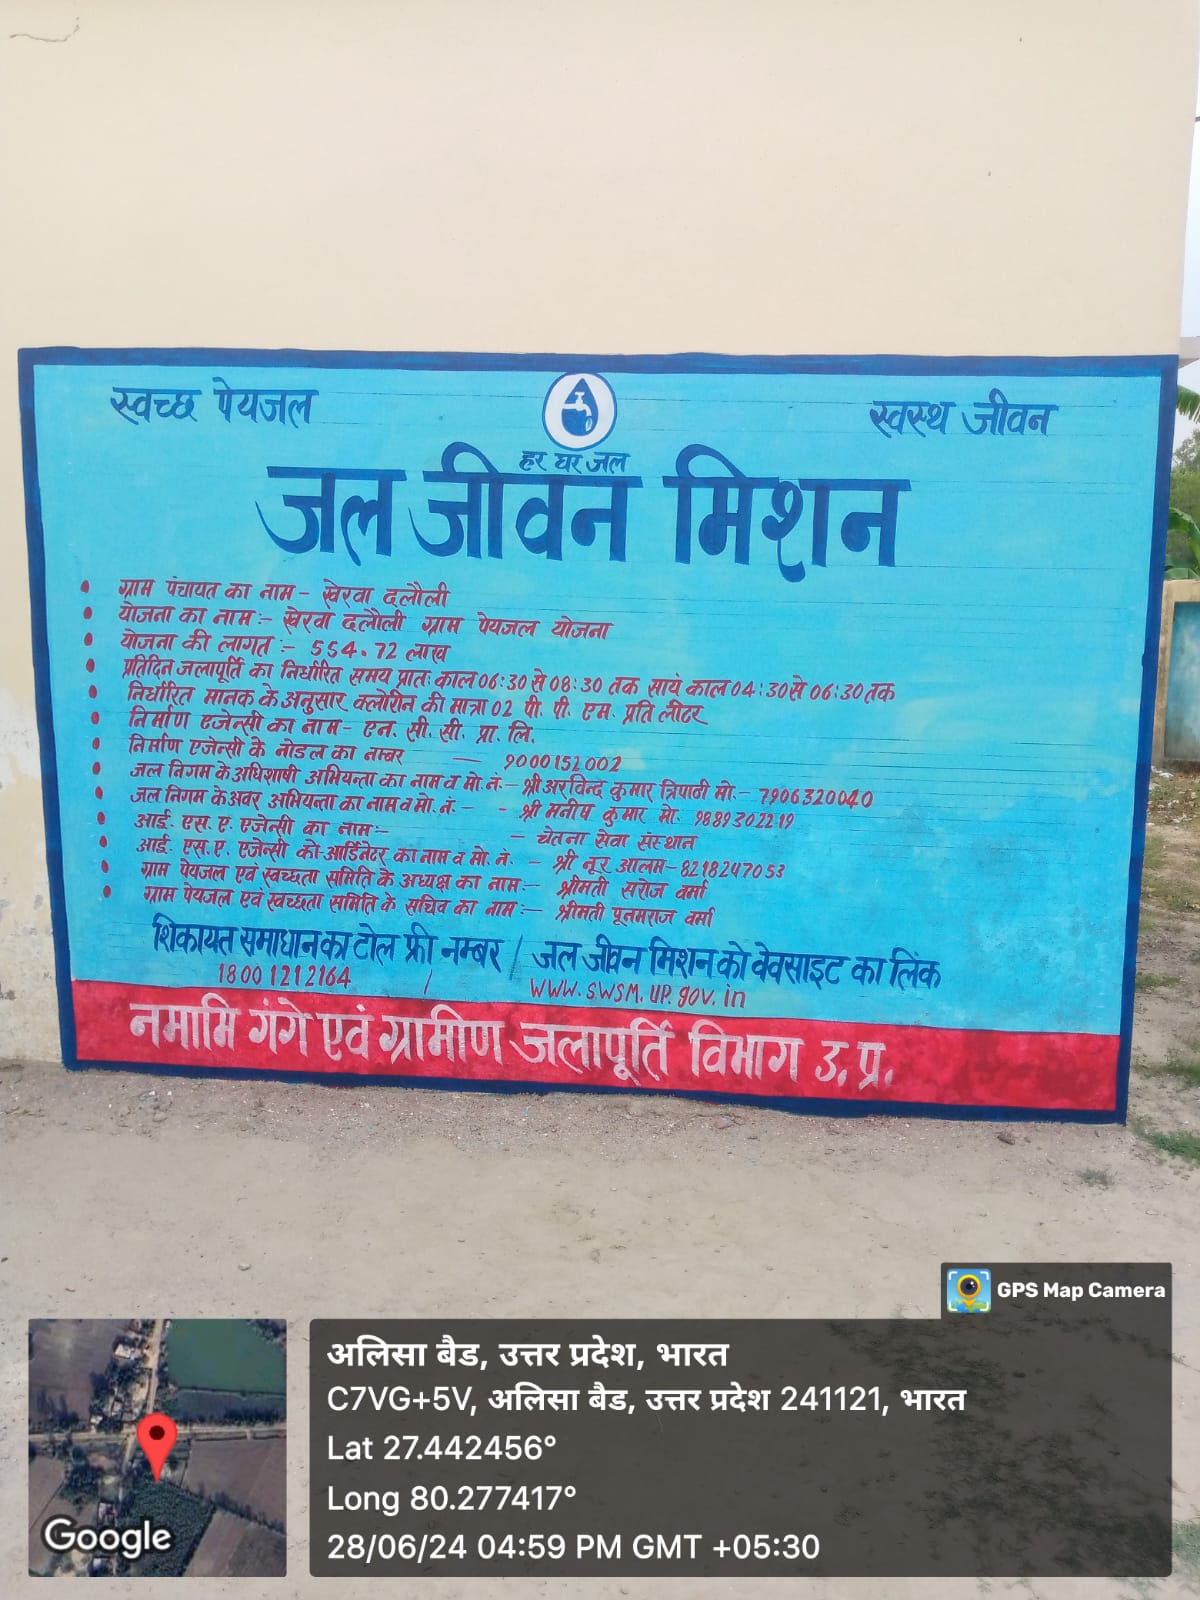 स्वच्छ पेयजल
स्वस्थ जीवन
हर घर जल
जल जीवन मिशन
• ग्राम पंचायत का नाम - खेरवा दलौली
• योजना का नाम :- खेरवा दलौली ग्राम पेयजल योजना
• योजना की लागत :- 554.72 लाख
• प्रतिदिन जलापूर्ति का निर्धारित समय प्रातः काल 06:30 से 08:30 तक सायं काल 04:30 से 06:30 तक
• निर्धारित मानक के अनुसार क्लोरीन की मात्रा 02 पी. पी. एम. प्रति लीटर
• निर्माण एजेन्सी का नाम - एन. सी. सी. प्रा. लि.
• निर्माण एजेन्सी के नोडल का नम्बर — 9000152002
• जल निगम के अधिशाषी अभियन्ता का नाम व मो. नं. - श्री अरविन्द कुमार त्रिपाठी मो. - 7906320040
• जल निगम के अवर अभियन्ता का नाम व मो. नं. - - श्री मनीष कुमार मो. 9889302219
• आई. एस. ए. एजेन्सी का नाम :- - चेतना सेवा संस्थान
• आई. एस. ए. एजेन्सी को आर्डिनेटर का नाम व मो. नं. - श्री नूर आलम - 8218247053
• ग्राम पेयजल एवं स्वच्छता समिति के अध्यक्ष का नाम :- श्रीमती सरोज वर्मा
• ग्राम पेयजल एवं स्वच्छता समिति के सचिव का नाम :- श्रीमती पूनमराज वर्मा
शिकायत समाधान का टोल फ्री नम्बर / जल जीवन मिशन को वेवसाइट का लिंक
18001212164 / www.swsm.up.gov.in
नमामि गंगे एवं ग्रामीण जलापूर्ति विभाग उ. प्र.
GPS Map Camera
अलिसा बैड, उत्तर प्रदेश, भारत
C7VG+5V, अलिसा बैड, उत्तर प्रदेश 241121, भारत
Lat 27.442456°
Long 80.277417°
28/06/24 04:59 PM GMT +05:30
Google